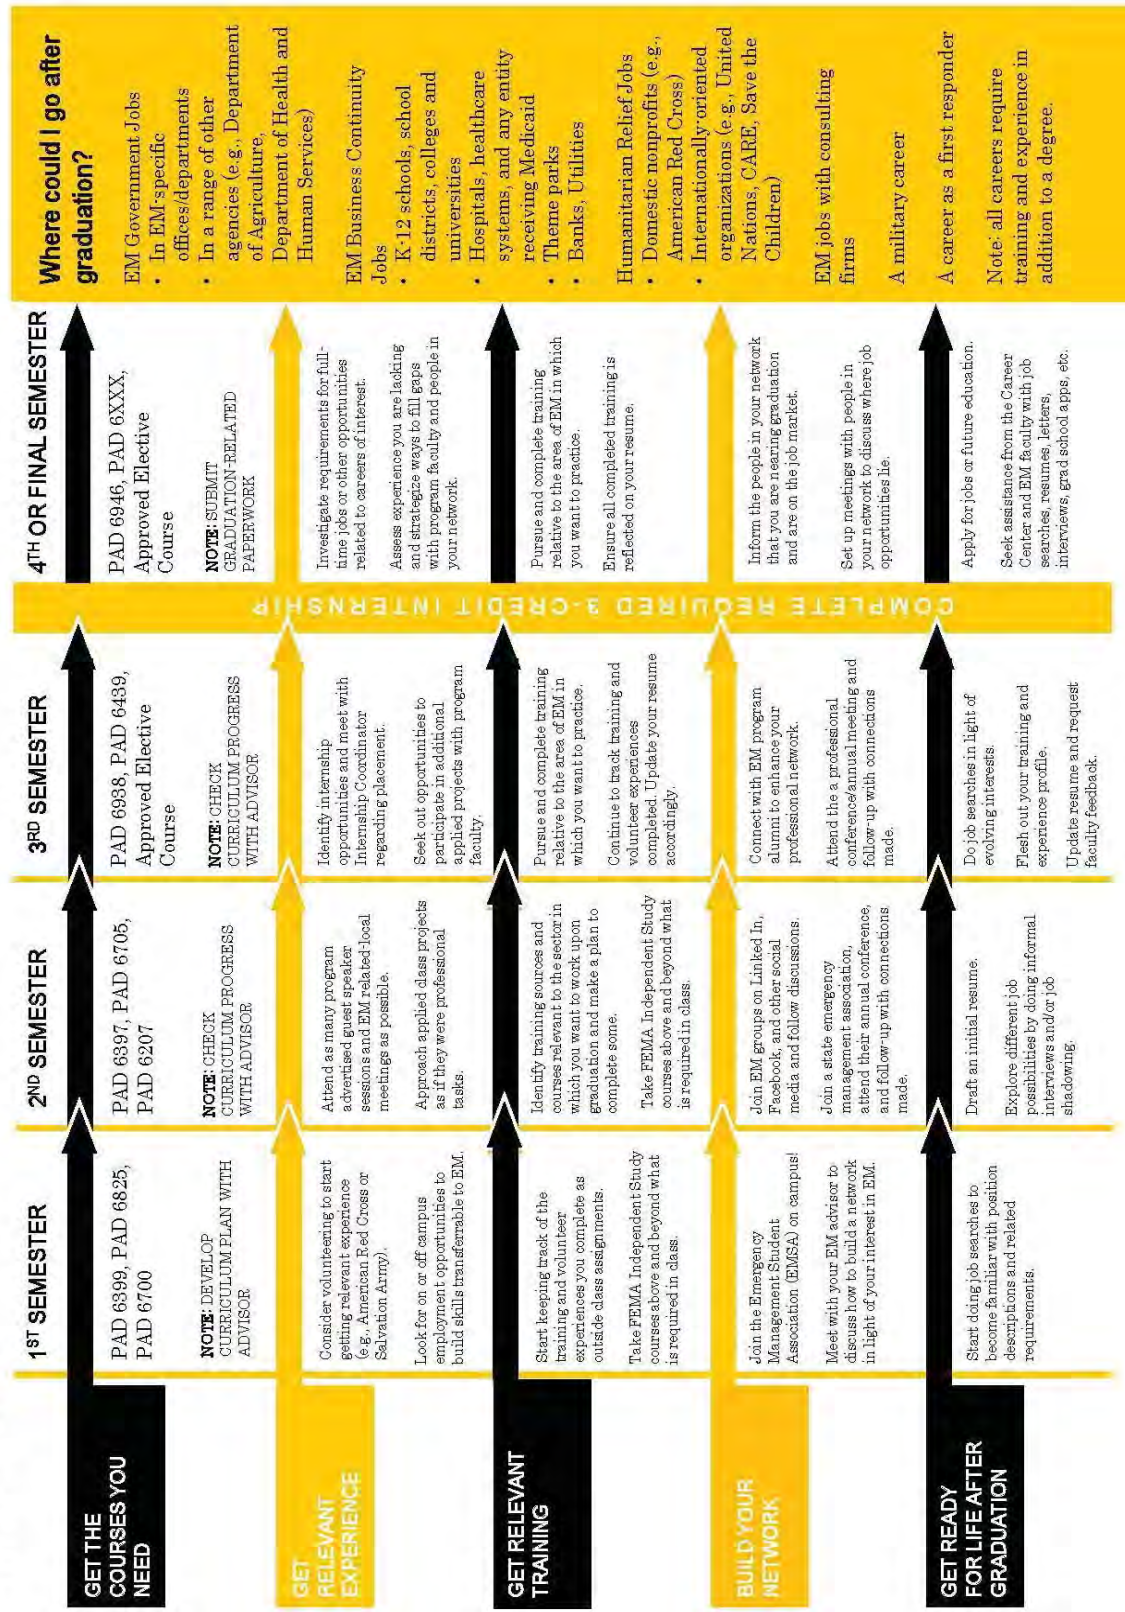 1ST SEMESTER
2ND SEMESTER
3RD SEMESTER
4TH OR FINAL SEMESTER
Where could I go after
graduation?
GET THE
COURSES YOU
NEED
PAD 6399, PAD 6825,
PAD 6700
NOTE: DEVELOP
CURRICULUM PLAN WITH
ADVISOR
PAD 6397, PAD 6705,
PAD 6207
NOTE: CHECK
CURRICULUM PROGRESS
WITH ADVISOR
PAD 6938, PAD 6439,
Approved Elective
Course
NOTE: CHECK
CURRICULUM PROGRESS
WITH ADVISOR
PAD 6946, PAD 6XXX,
Approved Elective
Course
NOTE: SUBMIT
GRADUATION-RELATED
PAPERWORK
GET
RELEVANT
EXPERIENCE
Consider volunteering to start
getting relevant experience
(e.g., American Red Cross or
Salvation Army).
Look for on or off campus
employment opportunities to
build skills transferrable to EM.
Attend as many program
advertised guest speaker
sessions and EM related-local
meetings as possible.
Approach applied class projects
as if they were professional
tasks.
Identify internship
opportunities and meet with
Internship Coordinator
regarding placement.
Seek out opportunities to
participate in additional
applied projects with program
faculty.
Investigate requirements for full-
time jobs or other opportunities
related to careers of interest.
Assess experience you are lacking
and strategize ways to fill gaps
with program faculty and people in
your network.
GET RELEVANT
TRAINING
Start keeping track of the
training and volunteer
experiences you complete as
outside class assignments.
Take FEMA Independent Study
courses above and beyond what
is required in class.
Identify training sources and
courses relevant to the sector in
which you want to work upon
graduation and make a plan to
complete some.
Take FEMA Independent Study
courses above and beyond what
is required in class.
Pursue and complete training
relative to the area of EM in
which you want to practice.
Continue to track training and
volunteer experiences
completed. Update your resume
accordingly.
Pursue and complete training
relative to the area of EM in which
you want to practice.
Ensure all completed training is
reflected on your resume.
BUILD YOUR
NETWORK
Join the Emergency
Management Student
Association (EMSA) on campus!
Meet with your EM advisor to
discuss how to build a network
in light of your interest in EM.
Join EM groups on Linked In,
Facebook, and other social
media and follow discussions.
Join a state emergency
management association,
attend their annual conference,
and follow-up with connections
made.
Connect with EM program
alumni to enhance your
professional network.
Attend the a professional
conference/annual meeting and
follow-up with connections
made.
Inform the people in your network
that you are nearing graduation
and are on the job market.
Set up meetings with people in
your network to discuss where job
opportunities lie.
GET READY
FOR LIFE AFTER
GRADUATION
Start doing job searches to
become familiar with position
descriptions and related
requirements.
Draft an initial resume.
Explore different job
possibilities by doing informal
interviews and/or job
shadowing.
Do job searches in light of
evolving interests.
Flesh out your training and
experience profile.
Update resume and request
faculty feedback.
Apply for jobs or future education.
Seek assistance from the Career
Center and EM faculty with job
searches, resumes, letters,
interviews, grad school apps, etc.
COMPLETE REQUIRED 3-CREDIT INTERNSHIP
EM Government Jobs
• In EM-specific
offices/departments
• In a range of other
agencies (e.g., Department
of Agriculture,
Department of Health and
Human Services)
EM Business Continuity
Jobs
• K-12 schools, school
districts, colleges and
universities
• Hospitals, healthcare
systems, and any entity
receiving Medicaid
• Theme parks
• Banks, Utilities
Humanitarian Relief Jobs
• Domestic nonprofits (e.g.,
American Red Cross)
• Internationally oriented
organizations (e.g., United
Nations, CARE, Save the
Children)
EM jobs with consulting
firms
A military career
A career as a first responder
Note: all careers require
training and experience in
addition to a degree.